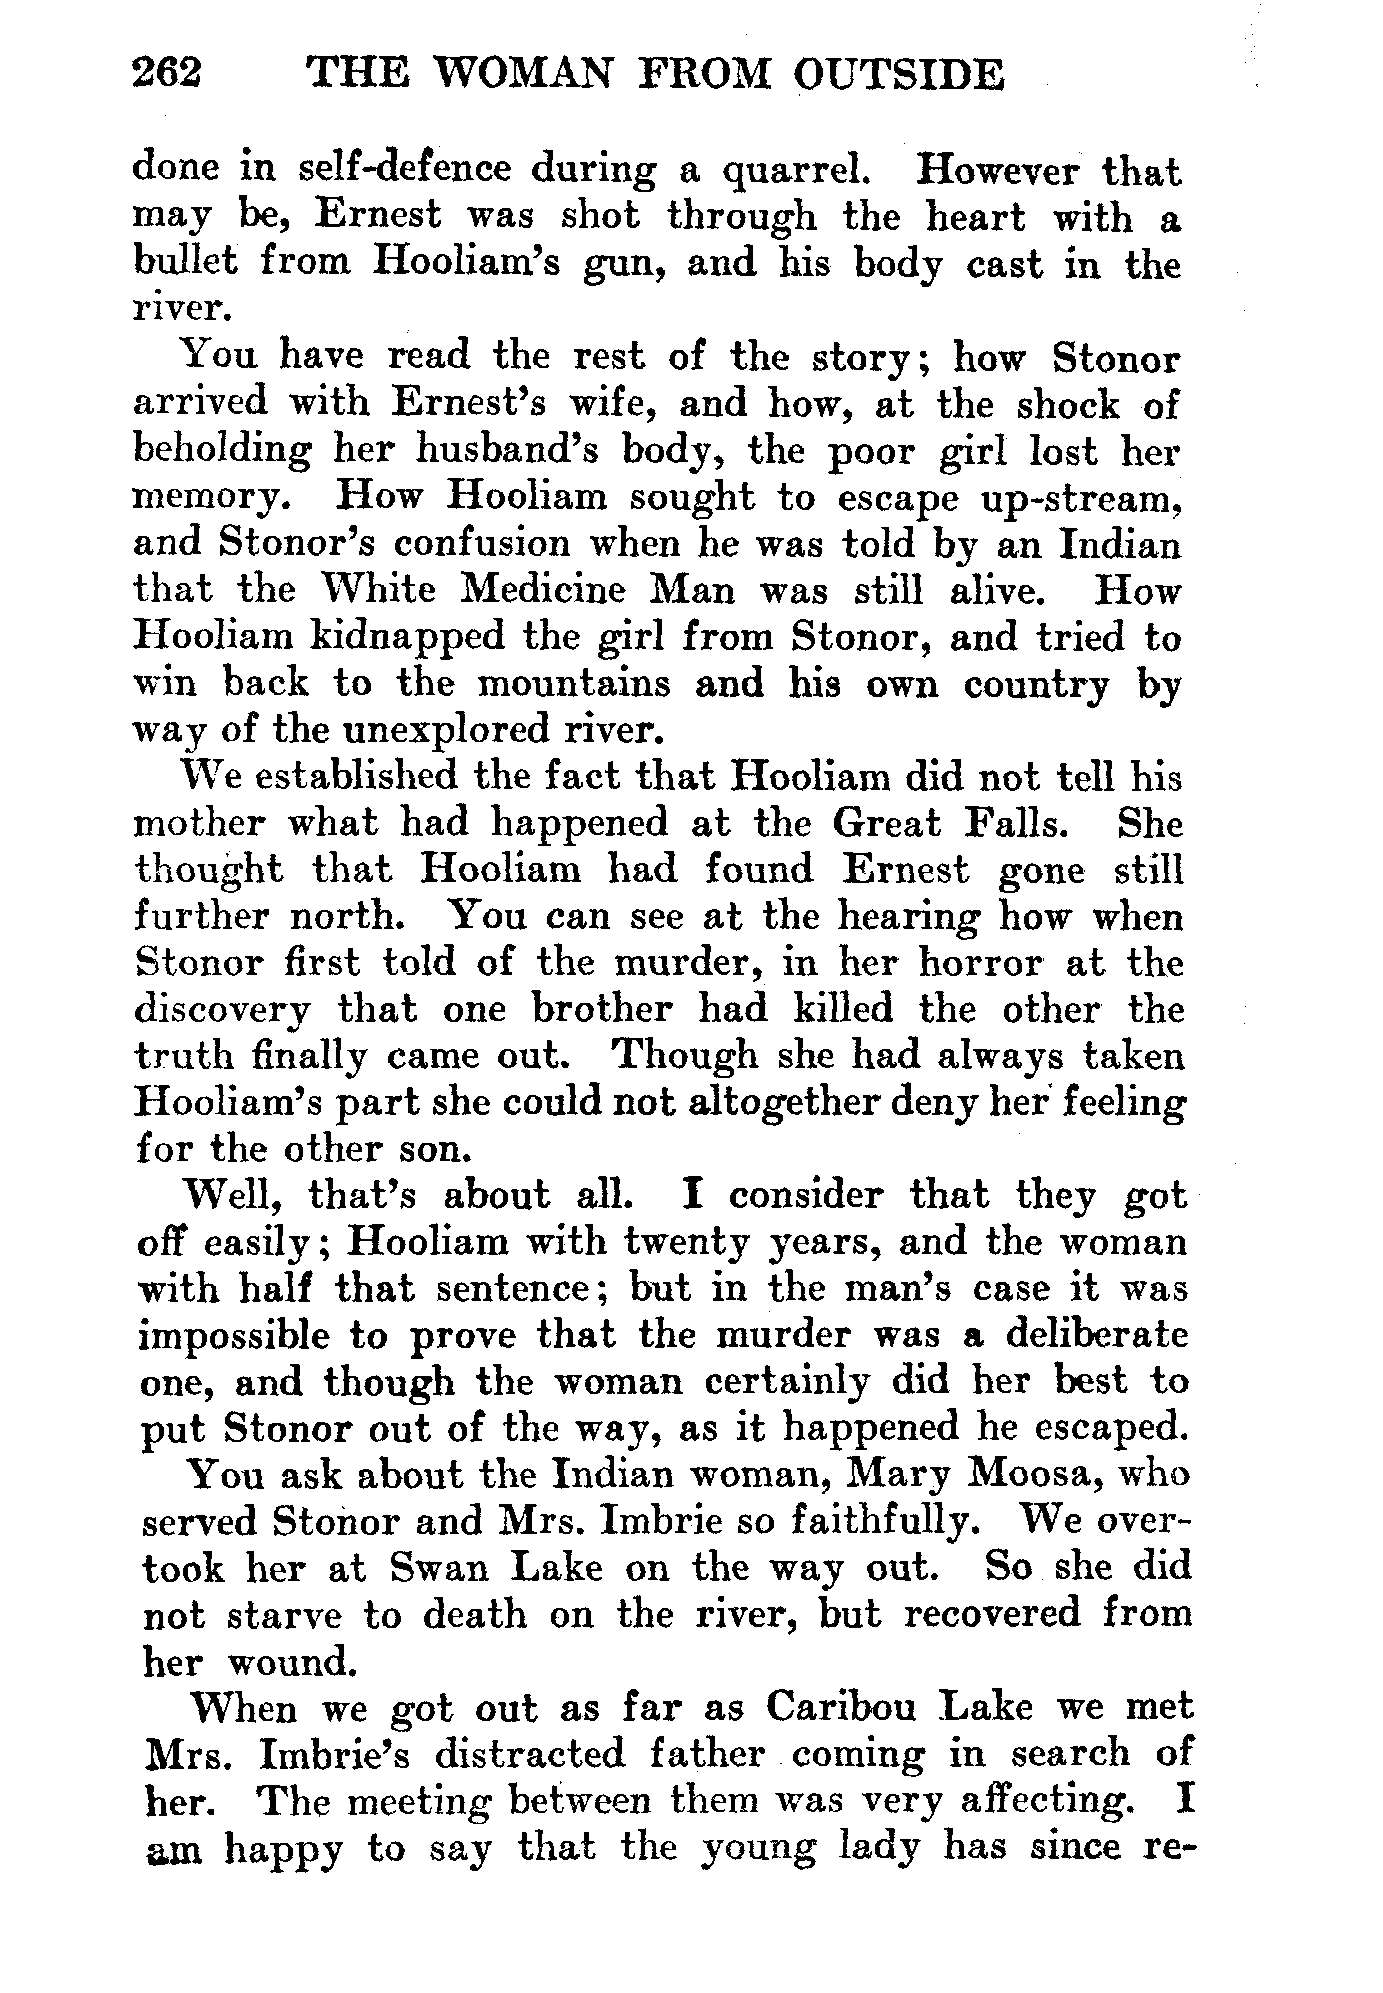 262 THE WOMAN FROM OUTSIDE
done in self-defence during a quarrel. However that
may be, Ernest was shot through the heart with a
bullet from Hooliam's gun, and his body cast in the
river.
You have read the rest of the story; how Stonor
arrived with Ernest's wife, and how, at the shock of
beholding her husband's body, the poor girl lost her
memory. How Hooliam sought to escape up-stream,
and Stonor's confusion when he was told by an Indian
that the White Medicine Man was still alive. How
Hooliam kidnapped the girl from Stonor, and tried to
win back to the mountains and his own country by
way of the unexplored river.
We established the fact that Hooliam did not tell his
mother what had happened at the Great Falls. She
thought that Hooliam had found Ernest gone still
further north. You can see at the hearing how when
Stonor first told of the murder, in her horror at the
discovery that one brother had killed the other the
truth finally came out. Though she had always taken
Hooliam's part she could not altogether deny her feeling
for the other son.
Well, that's about all. I consider that they got
off easily; Hooliam with twenty years, and the woman
with half that sentence; but in the man's case it was
impossible to prove that the murder was a deliberate
one, and though the woman certainly did her best to
put Stonor out of the way, as it happened he escaped.
You ask about the Indian woman, Mary Moosa, who
served Stonor and Mrs. Imbrie so faithfully. We over-
took her at Swan Lake on the way out. So she did
not starve to death on the river, but recovered from
her wound.
When we got out as far as Caribou Lake we met
Mrs. Imbrie's distracted father coming in search of
her. The meeting between them was very affecting. I
am happy to say that the young lady has since re-